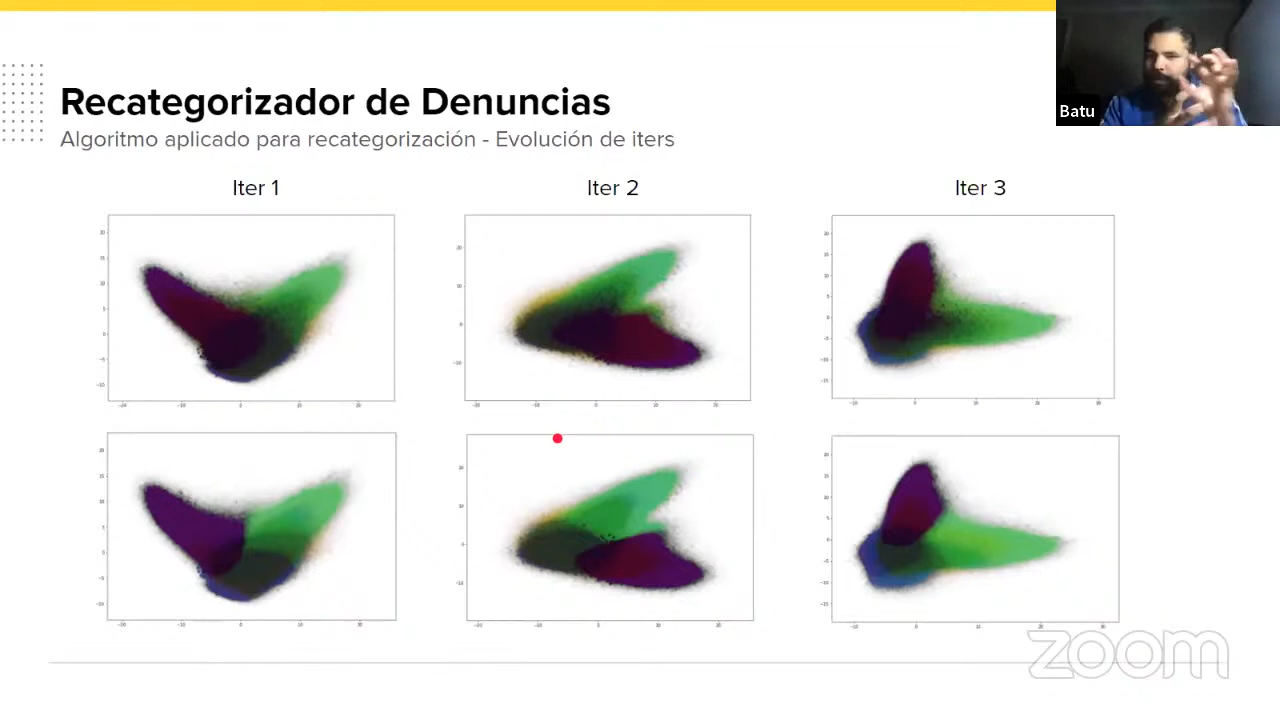 Batu
Recategorizador de Denuncias
Algoritmo aplicado para recategorización - Evolución de iters
Iter 1
Iter 2
Iter 3
zoom